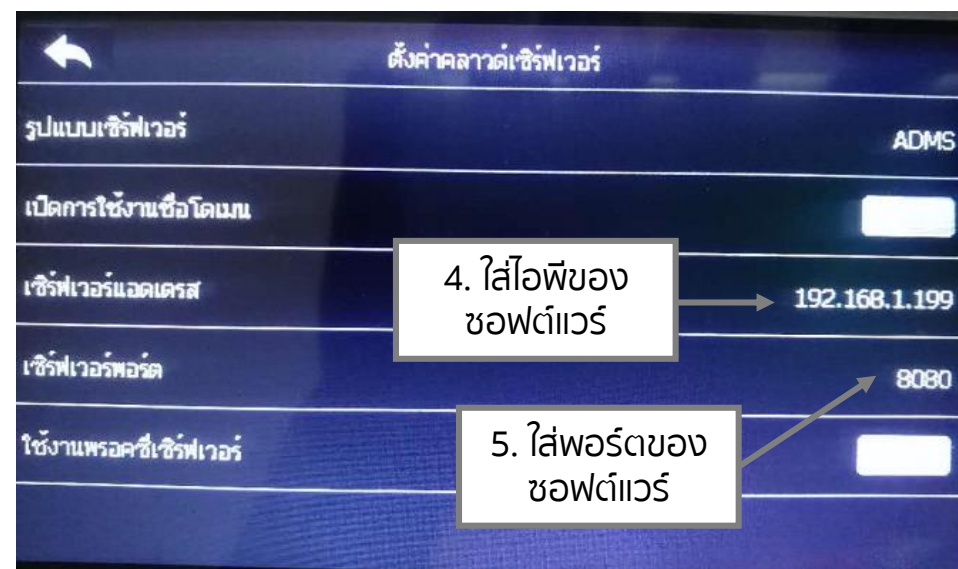 ตั้งค่าคลาวด์เซิร์ฟเวอร์
รูปแบบเซิร์ฟเวอร์ ADMS
เปิดการใช้งานชื่อโดเมน
เซิร์ฟเวอร์แอดเดรส 192.168.1.199
4. ใส่ไอพีของ
ซอฟต์แวร์
เซิร์ฟเวอร์พอร์ต 8080
ใช้งานพรอคซี่เซิร์ฟเวอร์
5. ใส่พอร์ตของ
ซอฟต์แวร์